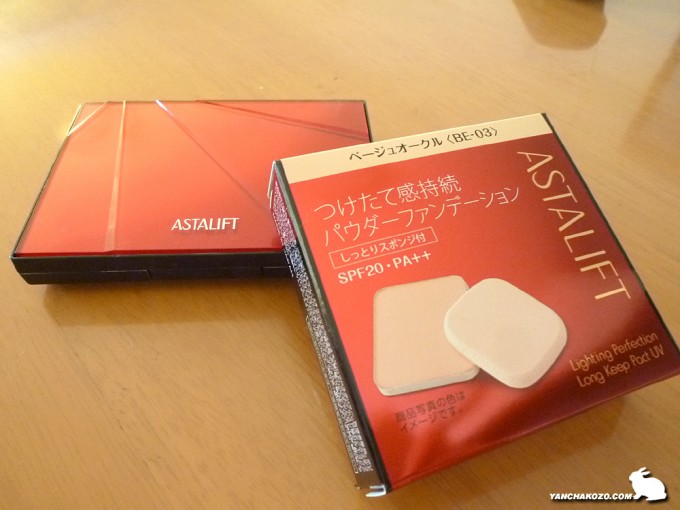 ASTALIFT
ベージュオークル〈BE-03〉
ASTALIFT
つけたて感持続
パウダーファンデーション
しっとりスポンジ付
SPF20・PA++
Lighting Perfection
Long Keep Pact UV
商品写真の色は
イメージです。
YANCHAKOZO.COM